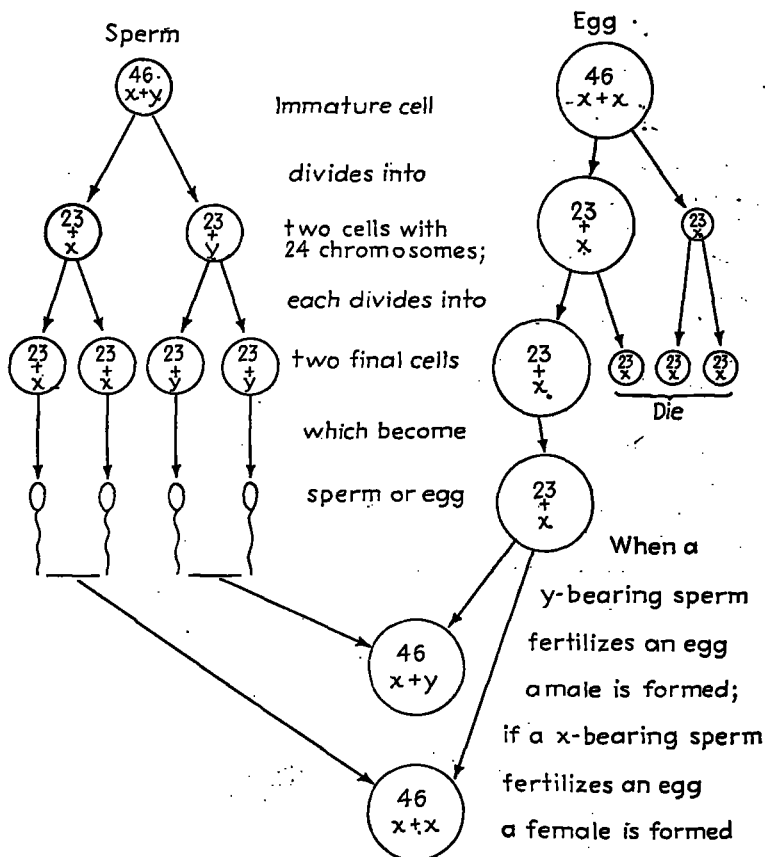 Sperm
Egg
46
x+y
46
x+x
Immature cell
divides into
23
+
x
23
+
y
two cells with
24 chromosomes;
23
+
x
23
x
each divides into
23
+
x
23
+
x
23
+
y
23
+
y
two final cells
23
+
x
23
x
23
x
23
x
Die
which become
sperm or egg
23
+
x
When a
y-bearing sperm
fertilizes an egg
amale is formed;
if a x-bearing sperm
fertilizes an egg
a female is formed
46
x+y
46
x+x